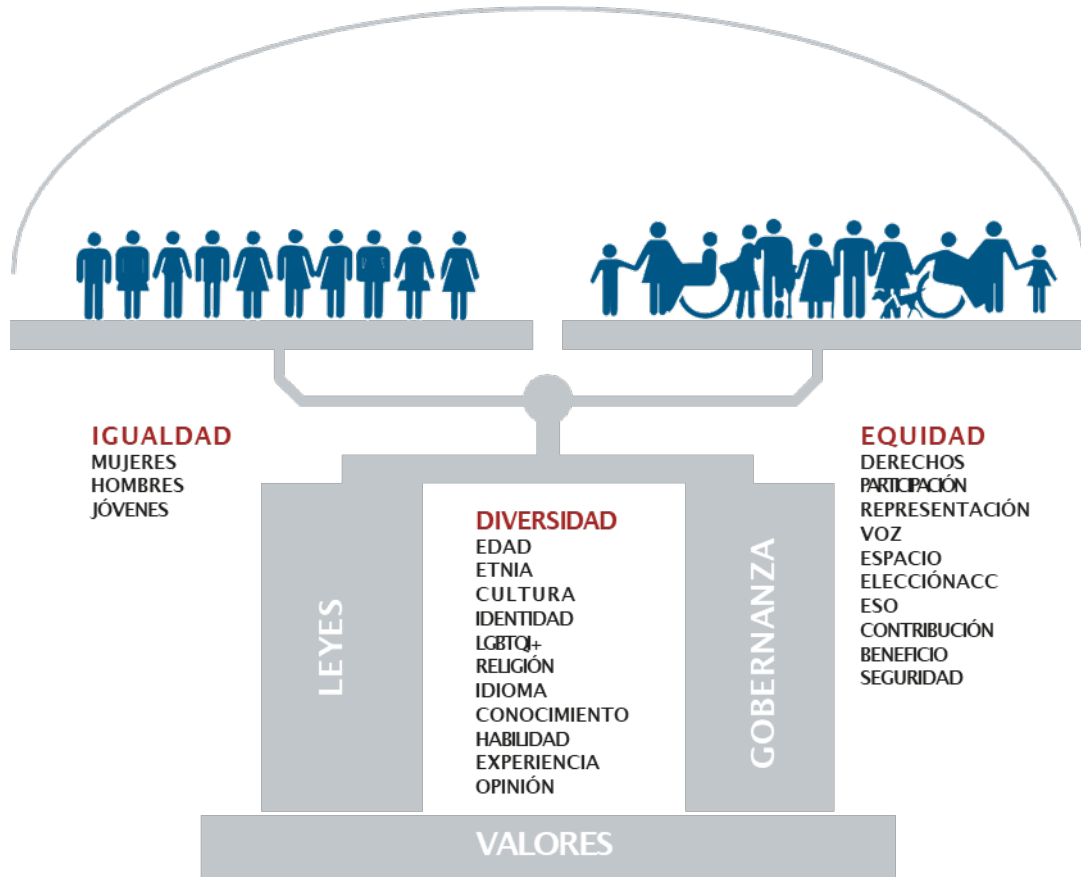 IGUALDAD
MUJERES
HOMBRES
JÓVENES
EQUIDAD
DERECHOS
PARTICIPACIÓN
REPRESENTACIÓN
VOZ
ESPACIO
ELECCIÓNACC
ESO
CONTRIBUCIÓN
BENEFICIO
SEGURIDAD
DIVERSIDAD
EDAD
ETNIA
CULTURA
IDENTIDAD
LGBTQI+
RELIGIÓN
IDIOMA
CONOCIMIENTO
HABILIDAD
EXPERIENCIA
OPINIÓN
LEYES
GOBERNANZA
VALORES